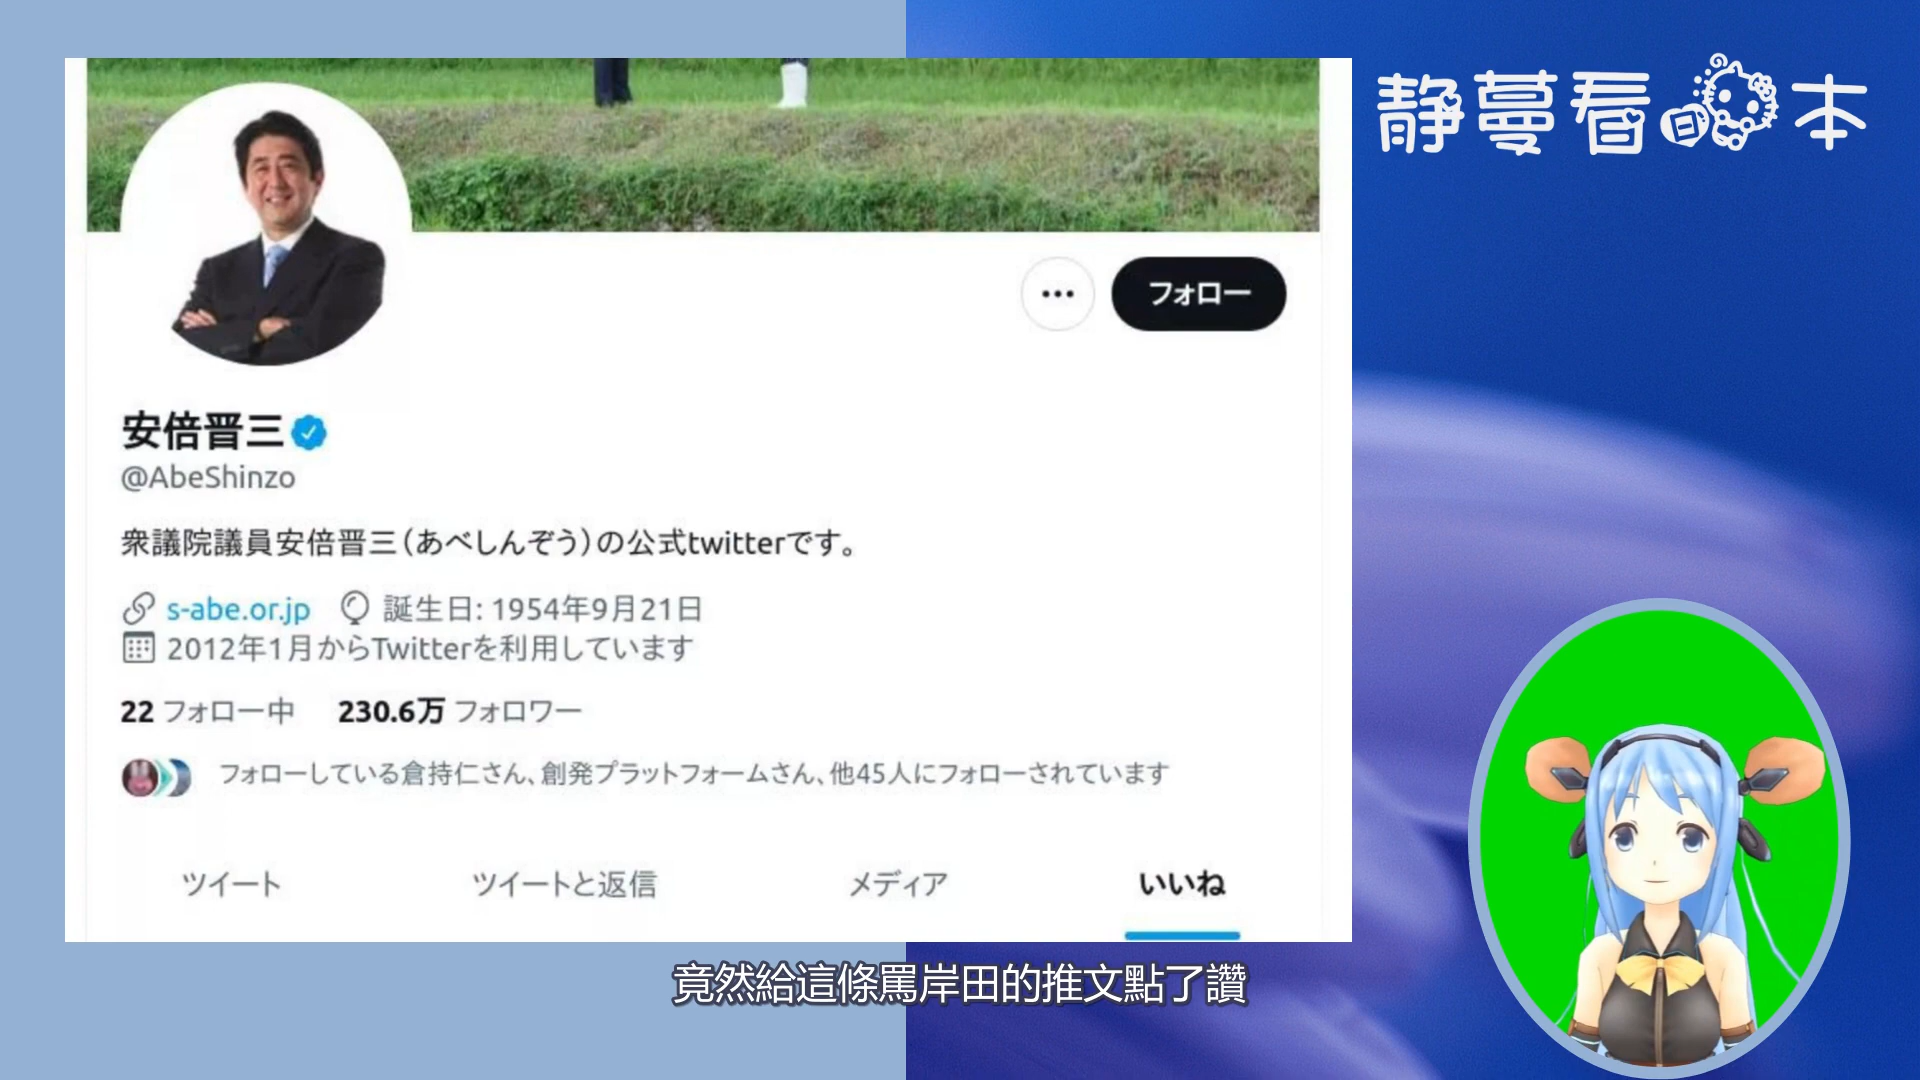 静蔓看日本
フォロー
安倍晋三
@AbeShinzo
衆議院議員安倍晋三(あべしんぞう)の公式twitterです。
s-abe.or.jp 誕生日: 1954年9月21日
2012年1月からTwitterを利用しています
22 フォロー中 230.6万 フォロワー
フォローしている倉持仁さん、創発プラットフォームさん、他45人にフォローされています
ツイート ツイートと返信 メディア いいね
竟然給這條罵岸田的推文點了讚